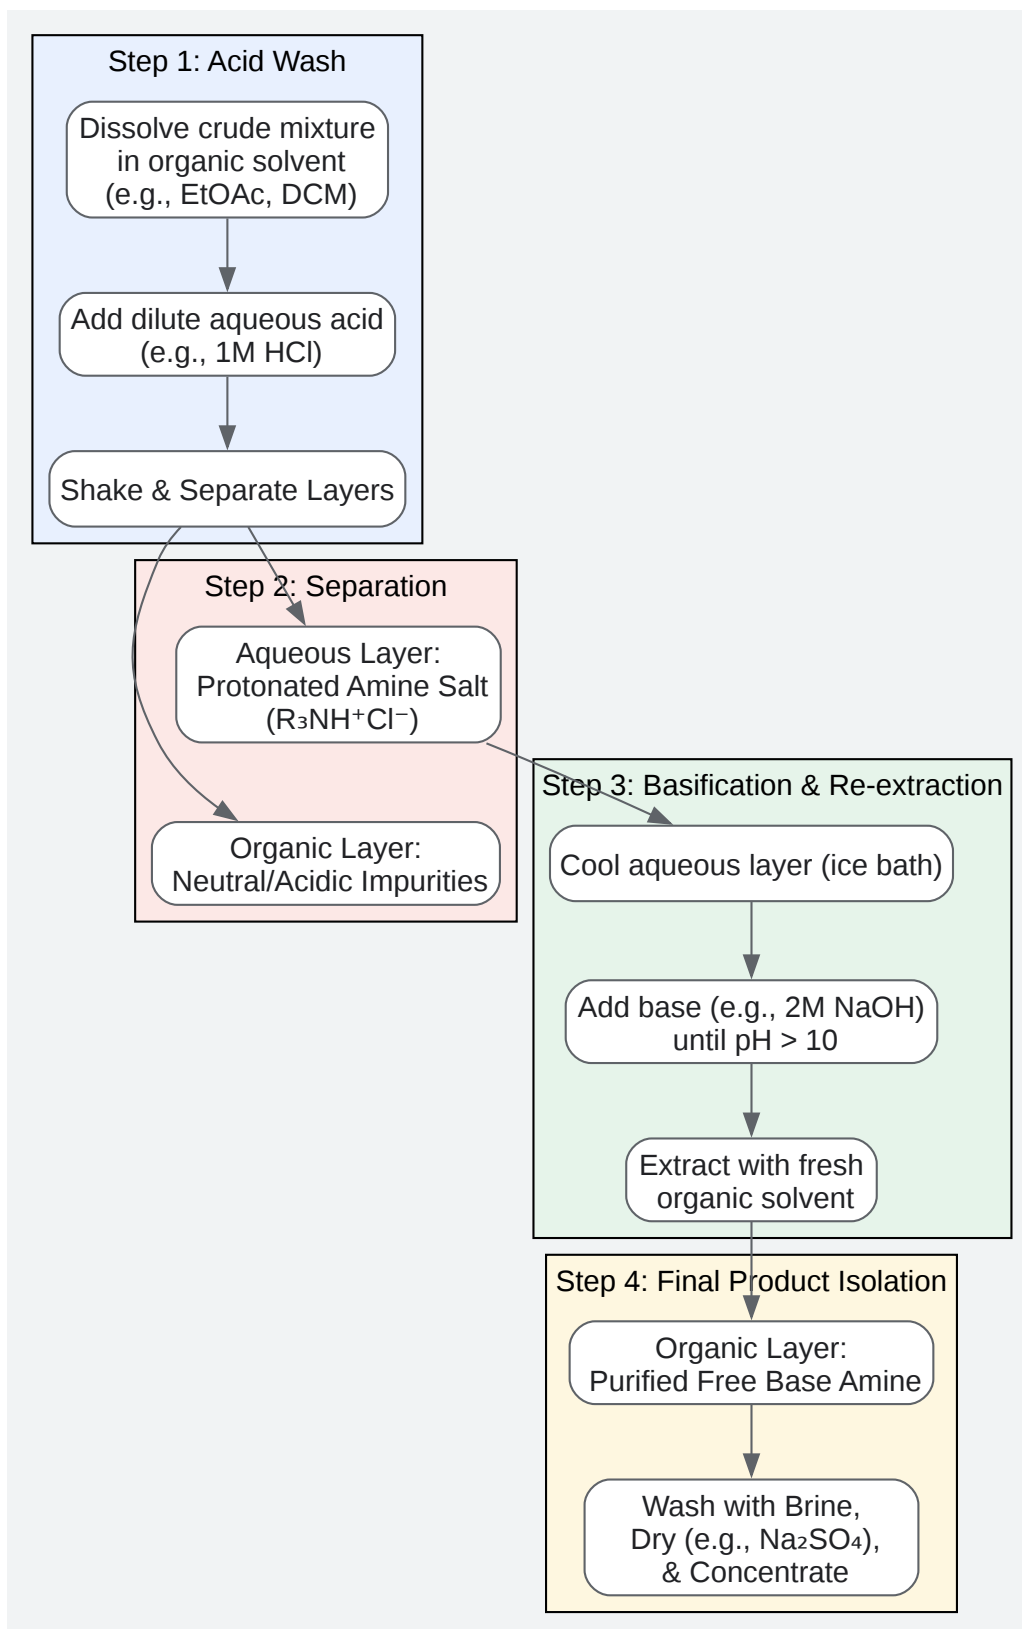 Step 1: Acid Wash
Dissolve crude mixture
in organic solvent
(e.g., EtOAc, DCM)
Add dilute aqueous acid
(e.g., 1M HCl)
Shake & Separate Layers
Step 2: Separation
Aqueous Layer:
Protonated Amine Salt
(R₃NH⁺Cl⁻)
Organic Layer:
Neutral/Acidic Impurities
Step 3: Basification & Re-extraction
Cool aqueous layer (ice bath)
Add base (e.g., 2M NaOH)
until pH > 10
Extract with fresh
organic solvent
Step 4: Final Product Isolation
Organic Layer:
Purified Free Base Amine
Wash with Brine,
Dry (e.g., Na₂SO₄),
& Concentrate